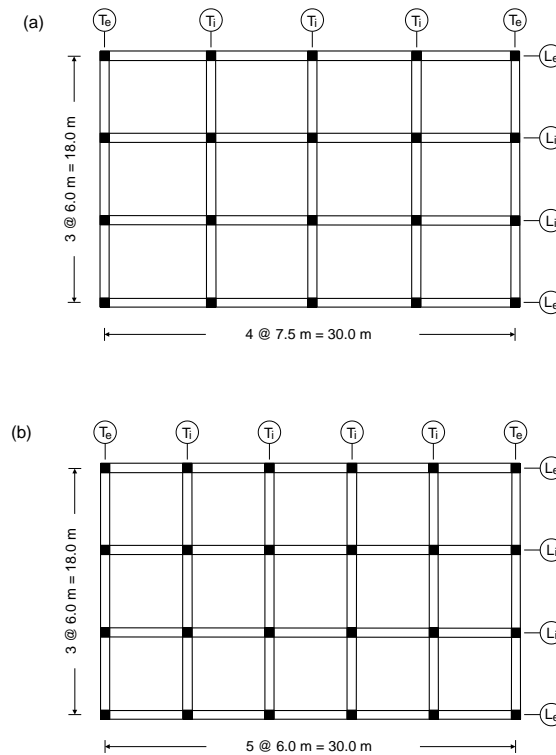 (a)
Te Ti Ti Ti Te
Le
Li
Li
Le
3 @ 6.0 m = 18.0 m
4 @ 7.5 m = 30.0 m
(b)
Te Ti Ti Ti Ti Te
Le
Li
Li
Le
3 @ 6.0 m = 18.0 m
5 @ 6.0 m = 30.0 m